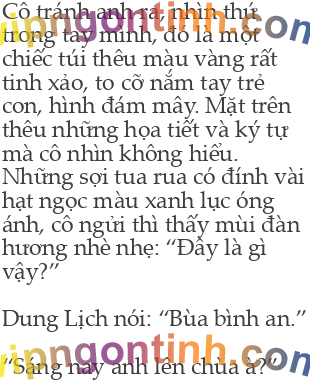 Cô tránh anh ra, nhìn thứ
trong tay mình, đó là một
chiếc túi thêu màu vàng rất
tinh xảo, to cỡ nắm tay trẻ
con, hình đám mây. Mặt trên
thêu những họa tiết và ký tự
mà cô nhìn không hiểu.
Những sợi tua rua có đính vài
hạt ngọc màu xanh lục óng
ánh, cô ngửi thì thấy mùi đàn
hương nhè nhẹ: “Đây là gì
vậy?”
Dung Lịch nói: “Bùa bình an.”
“Sáng nay anh lên chùa à?”
vipngontinh.com
vipngontinh.com